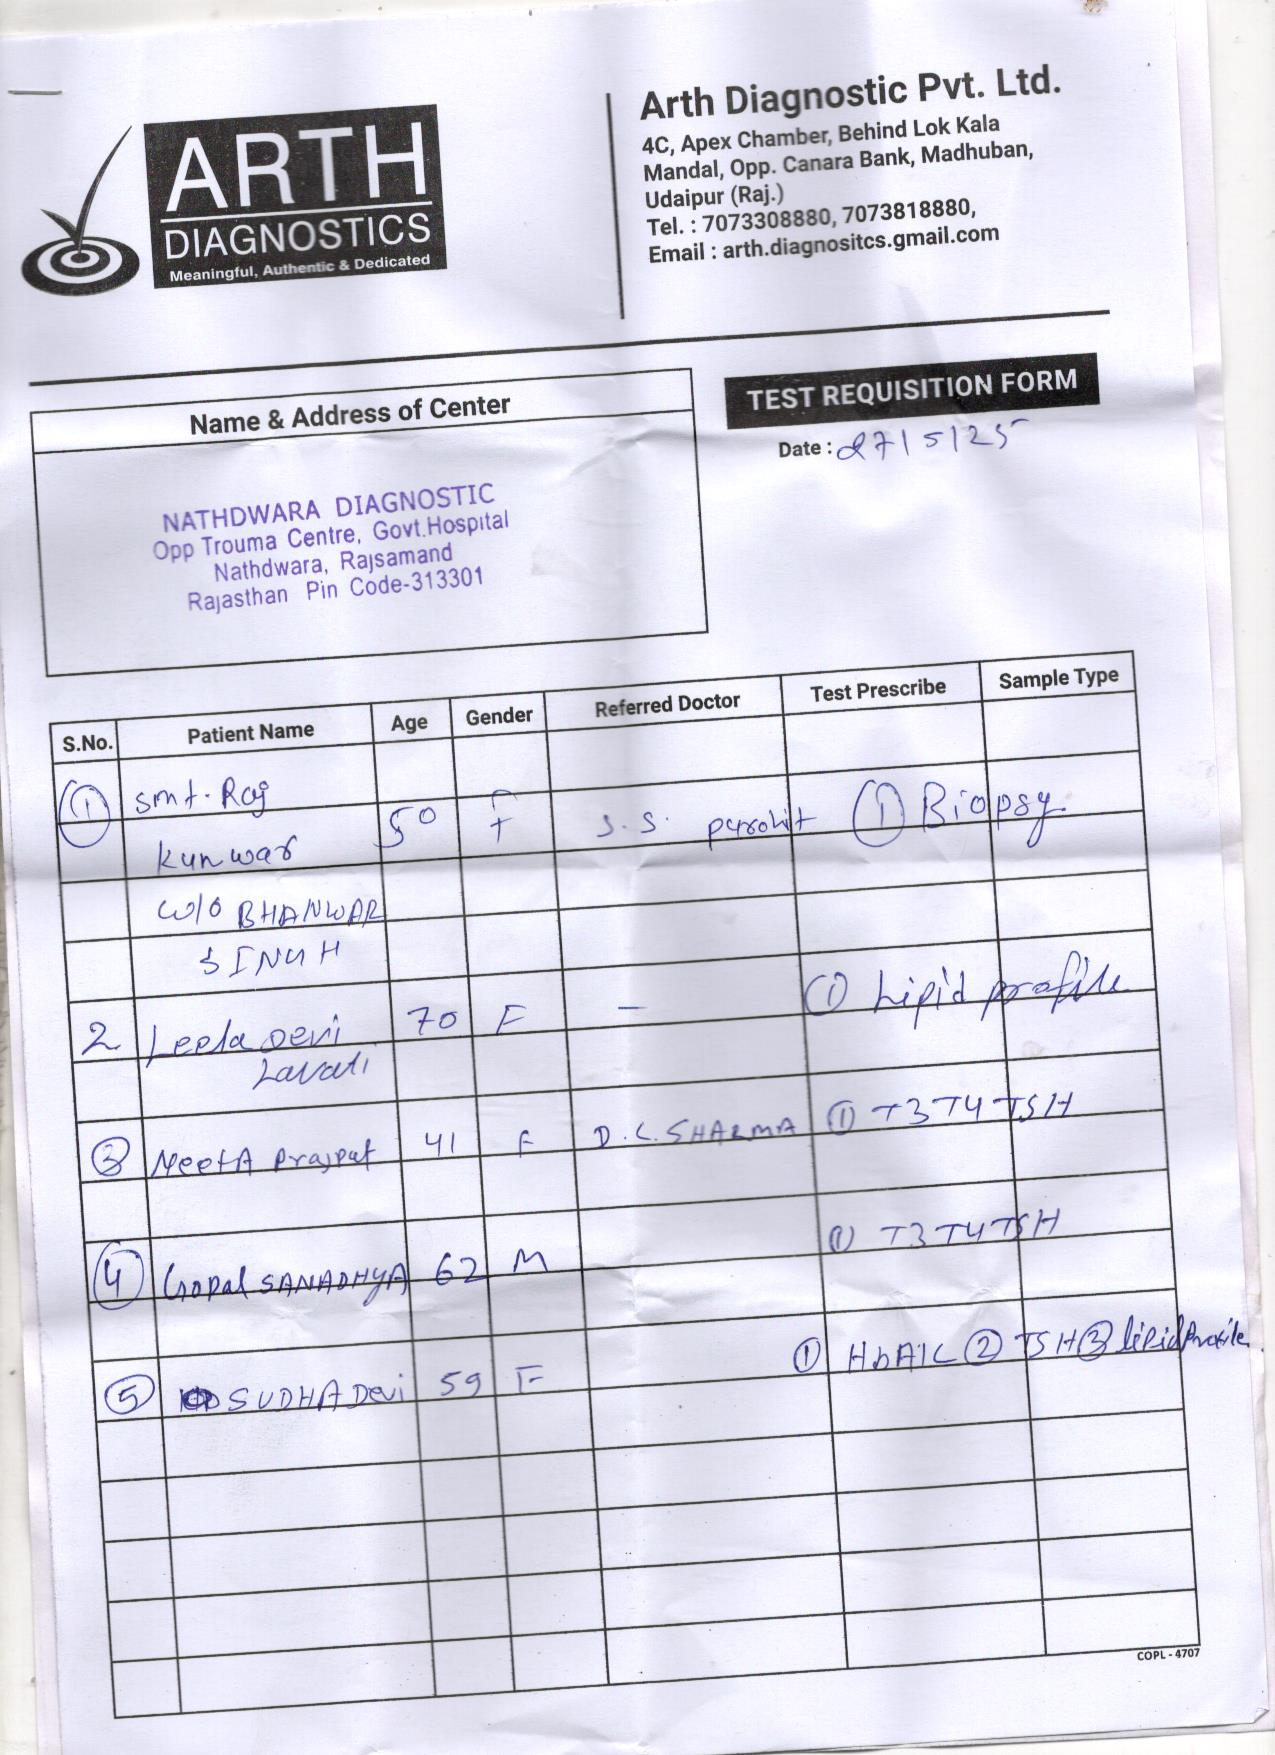 ARTH
DIAGNOSTICS
Meaningful, Authentic & Dedicated
Arth Diagnostic Pvt. Ltd.
4C, Apex Chamber, Behind Lok Kala
Mandal, Opp. Canara Bank, Madhuban,
Udaipur (Raj.)
Tel. : 7073308880, 7073818880,
Email : arth.diagnositcs.gmail.com
Name & Address of Center
NATHDWARA DIAGNOSTIC
Opp Trouma Centre, Govt.Hospital
Nathdwara, Rajsamand
Rajasthan Pin Code-313301
TEST REQUISITION FORM
Date : 27/5/25
S.No. Patient Name Age Gender Referred Doctor Test Prescribe Sample Type
1 Smt. Raj 50 F S.S. purohit 1 Biopsy
Kunwar
W/O BHANWAR
SINGH
2 Leela Devi 70 F - 1 Lipid profile
3 NeetA Prajpat 41 F D.C. SHARMA 1 T3 T4 TSH
4 Gopal SANADHYA 62 M 1 T3 T4 TSH
5 SUDHA Devi 59 F 1 HbA1C 2 TSH 3 lipid Profile
COPL - 4707